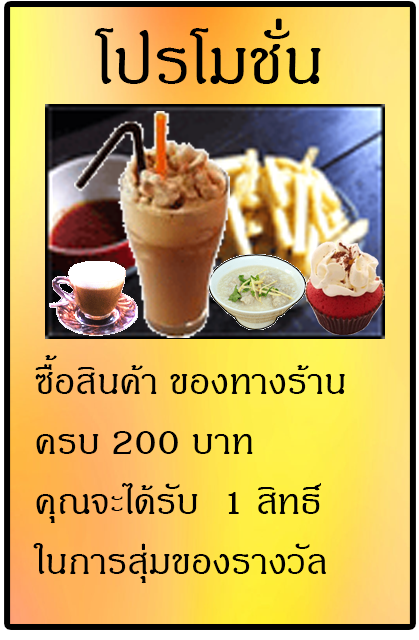 โปรโมชั่น
ซื้อสินค้า ของทางร้าน
ครบ 200 บาท
คุณจะได้รับ 1 สิทธิ์
ในการสุ่มของรางวัล